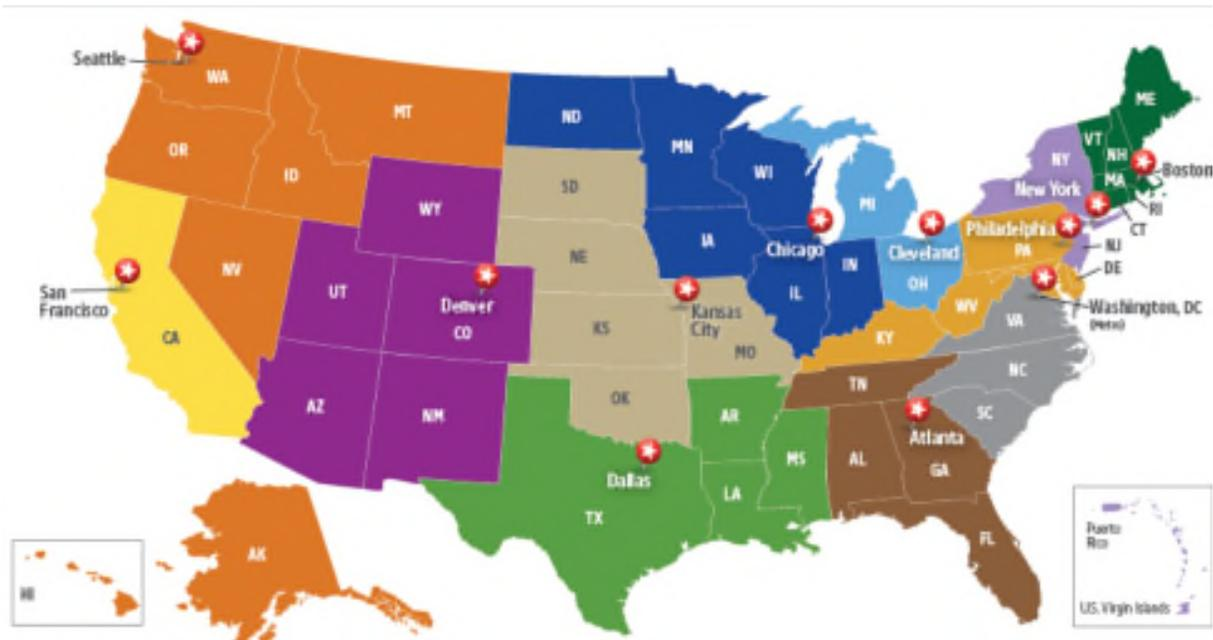 Seattle
WA
MT
ND
MN
ME
VT
NH
NY
OR
ID
SD
WI
MI
MA
Boston
New York
RI
WY
CT
Chicago
Cleveland
Philadelphia
PA
NJ
IA
NE
NV
UT
Denver
CO
IN
OH
DE
San
Francisco
IL
WV
Washington, DC
(Metro)
Kansas
City
KS
MO
KY
VA
CA
NC
TN
AZ
NM
OK
AR
SC
Atlanta
GA
AL
MS
Dallas
LA
TX
FL
AK
HI
Puerto
Rico
U.S. Virgin Islands